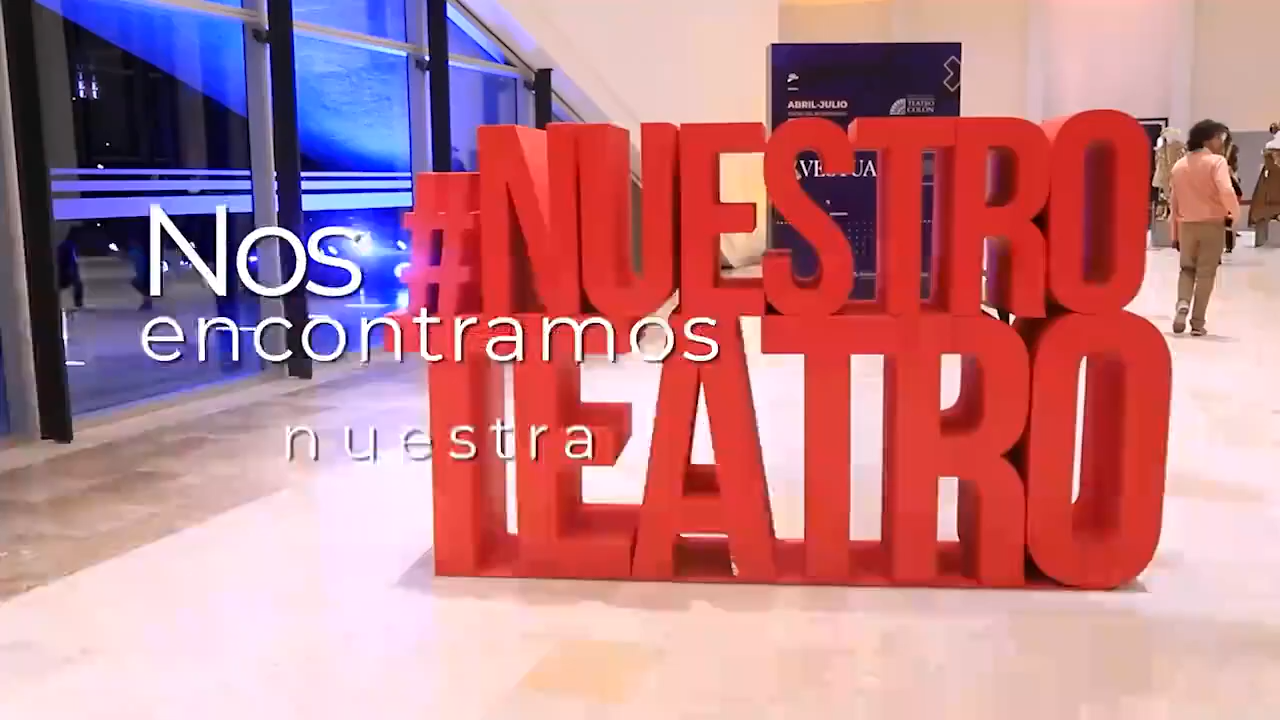 ABRIL-JULIO
TEATRO
COLÓN
#NUESTRO
TEATRO
Nos
encontramos
nuestra